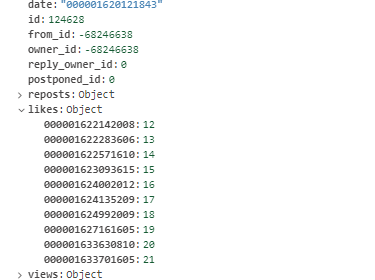 date: "000001620121843"
id: 124628
from_id: -68246638
owner_id: -68246638
reply_owner_id: 0
postponed_id: 0
reposts: Object
likes: Object
000001622142008: 12
000001622283606: 13
000001622571610: 14
000001623093615: 15
000001624002012: 16
000001624135209: 17
000001624992009: 18
000001627161605: 19
000001633630810: 20
000001633701605: 21
views: Object